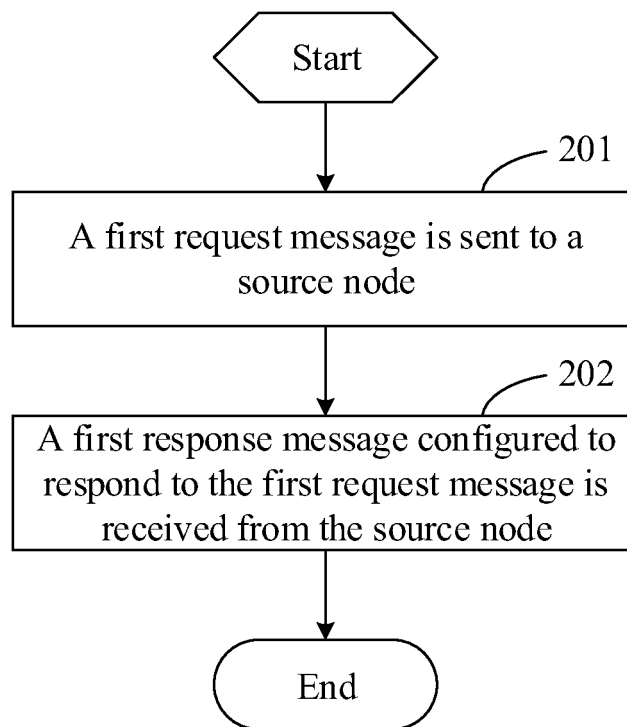 Start
201
A first request message is sent to a
source node
202
A first response message configured to
respond to the first request message is
received from the source node
End